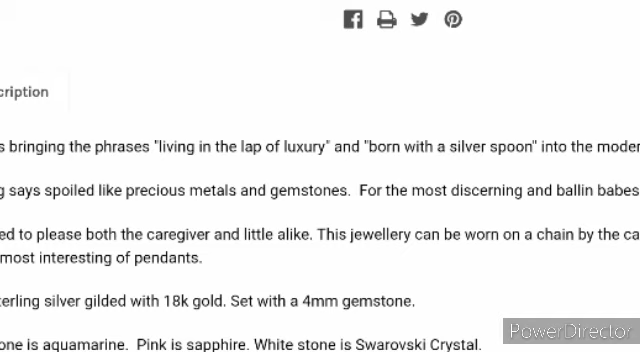 cription
s bringing the phrases "living in the lap of luxury" and "born with a silver spoon" into the moder
g says spoiled like precious metals and gemstones. For the most discerning and ballin babes
ed to please both the caregiver and little alike. This jewellery can be worn on a chain by the ca
most interesting of pendants.
terling silver gilded with 18k gold. Set with a 4mm gemstone.
one is aquamarine. Pink is sapphire. White stone is Swarovski Crystal.
PowerDirector